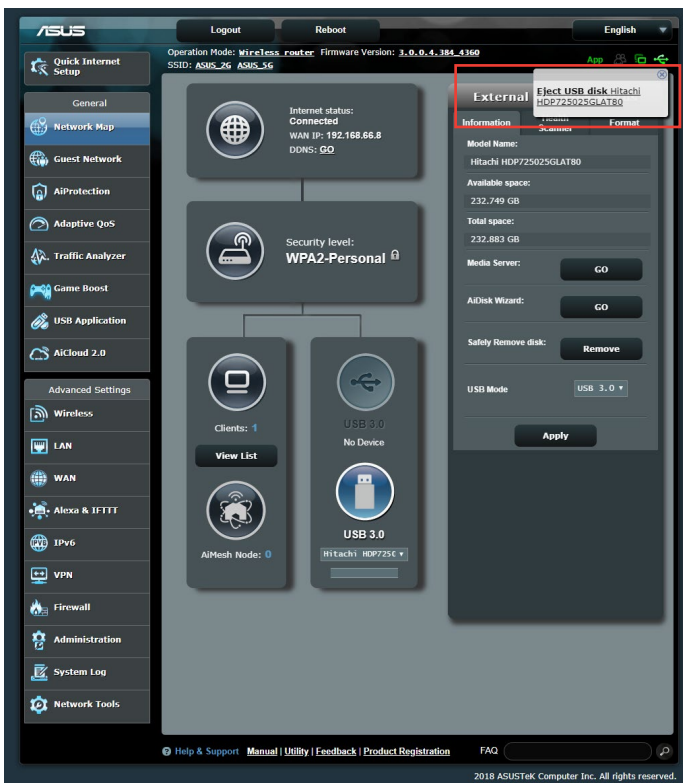 ASUS
Logout
Reboot
English
Quick Internet
Setup
Operation Mode: Wireless router Firmware Version: 3.0.0.4.384_4360
SSID: ASUS_2G ASUS_5G
App
General
Network Map
Guest Network
AiProtection
Adaptive QoS
Traffic Analyzer
Game Boost
USB Application
AiCloud 2.0
Advanced Settings
Wireless
LAN
WAN
Alexa & IFTTT
IPv6
IPv6
VPN
Firewall
Administration
System Log
Network Tools
Internet status:
Connected
WAN IP: 192.168.66.8
DDNS: GO
Security level:
WPA2-Personal
Clients: 1
View List
AiMesh Node: 0
USB 3.0
No Device
USB 3.0
Hitachi HDP725C
External
Eject USB disk Hitachi
HDP725025GLAT80
Information
Health
Scanner
Format
Model Name:
Hitachi HDP725025GLAT80
Available space:
232.749 GB
Total space:
232.883 GB
Media Server:
GO
AiDisk Wizard:
GO
Safely Remove disk:
Remove
USB Mode
USB 3.0
Apply
Help & Support Manual | Utility | Feedback | Product Registration
FAQ
2018 ASUSTeK Computer Inc. All rights reserved.